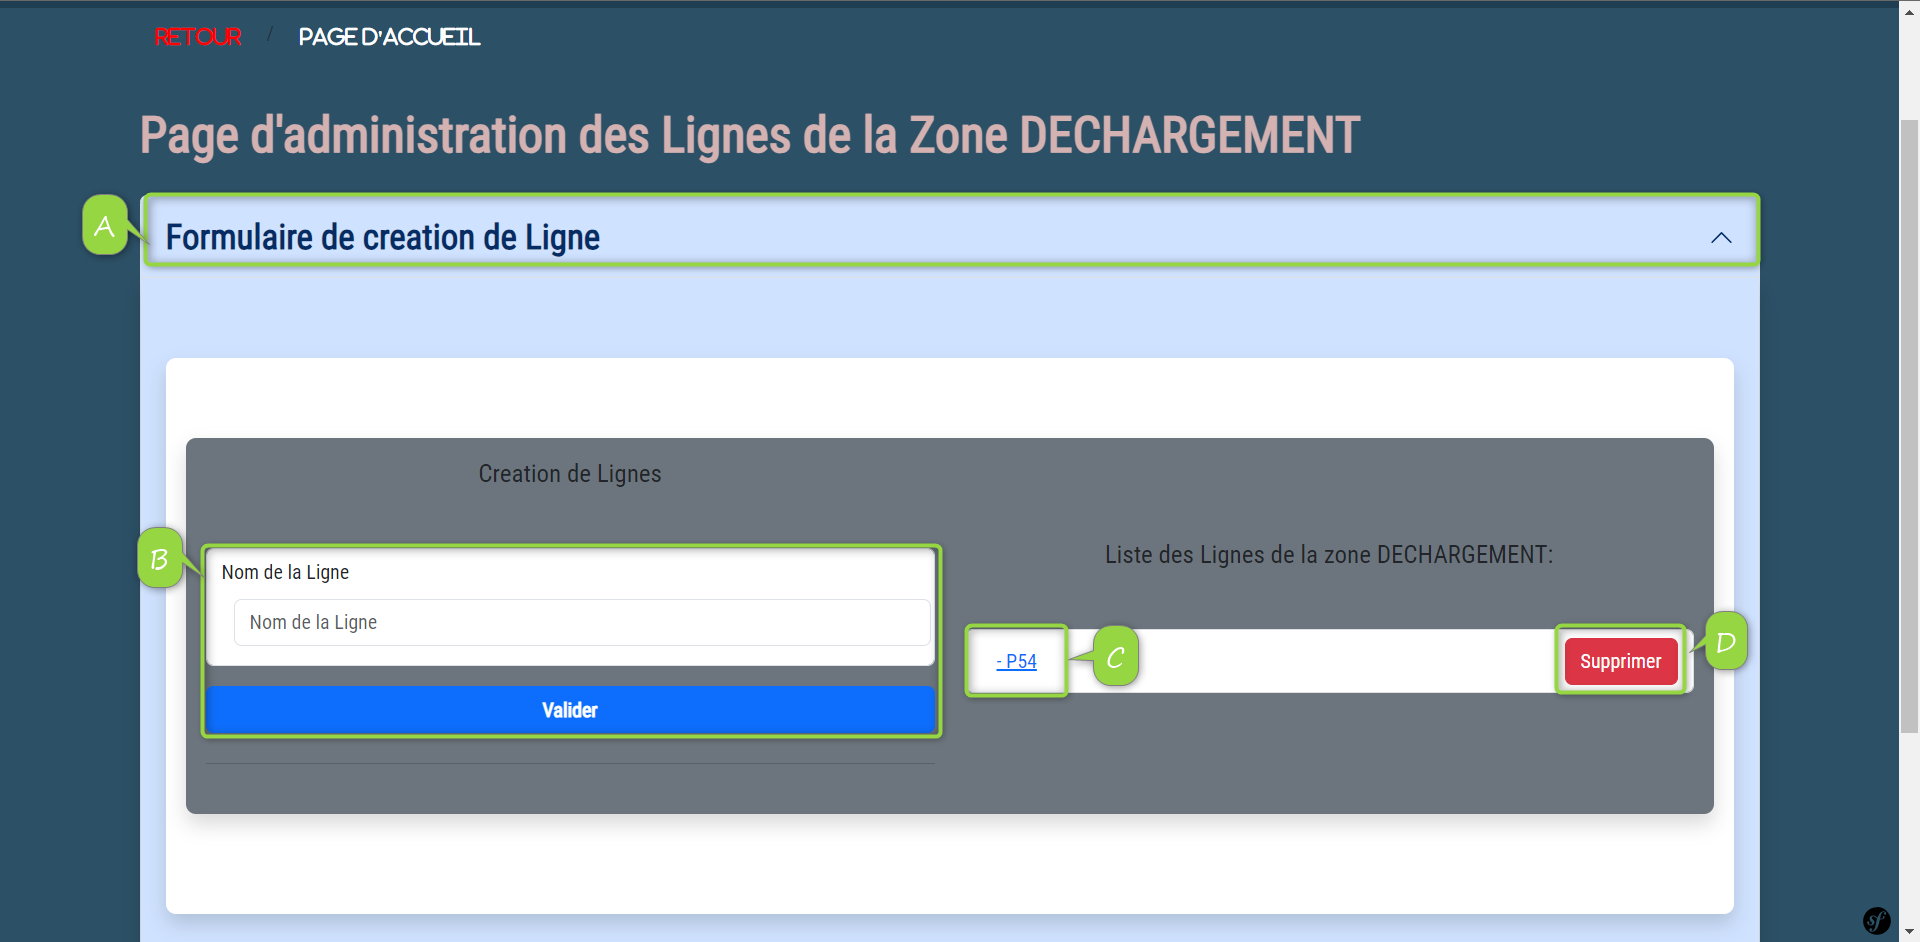 RETOUR / PAGE D'ACCUEIL
Page d'administration des Lignes de la Zone DECHARGEMENT
A
Formulaire de creation de Ligne
Creation de Lignes
B
Nom de la Ligne
Nom de la Ligne
Valider
Liste des Lignes de la zone DECHARGEMENT:
- P54
C
Supprimer
D
sf